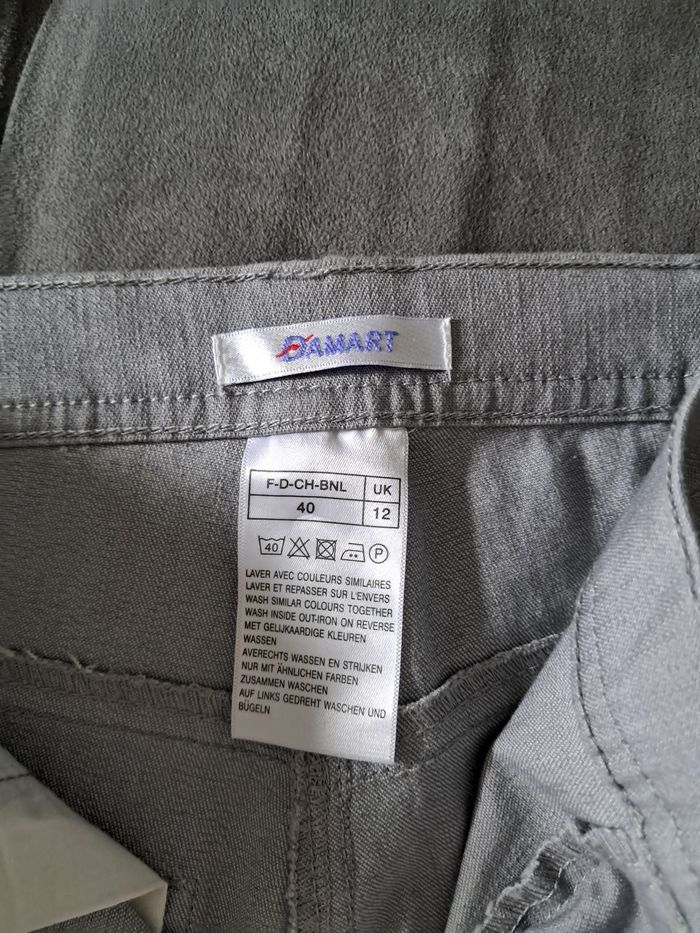 DAMART
F-D-CH-BNL UK
40 12
40 P
LAVER AVEC COULEURS SIMILAIRES
LAVER ET REPASSER SUR L'ENVERS
WASH SIMILAR COLOURS TOGETHER
WASH INSIDE OUT-IRON ON REVERSE
MET GELIJKAARDIGE KLEUREN
WASSEN
AVERECHTS WASSEN EN STRIJKEN
NUR MIT ÄHNLICHEN FARBEN
ZUSAMMEN WASCHEN
AUF LINKS GEDREHT WASCHEN UND
BÜGELN